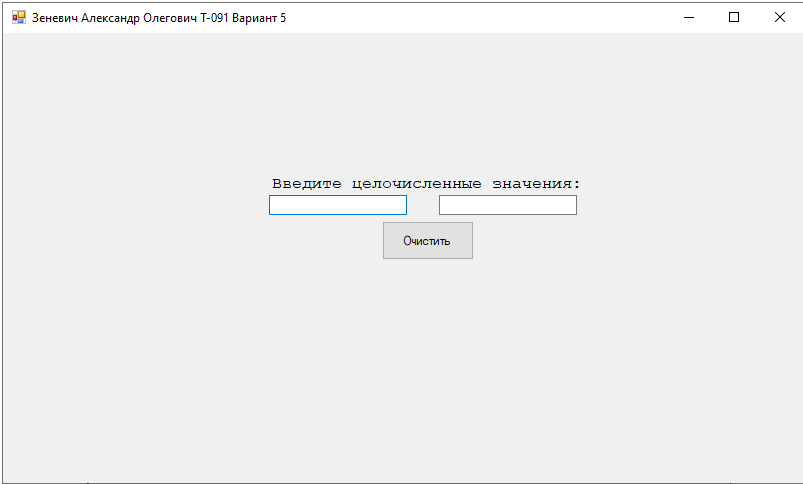 Зеневич Александр Олегович Т-091 Вариант 5
Введите целочисленные значения:
Очистить